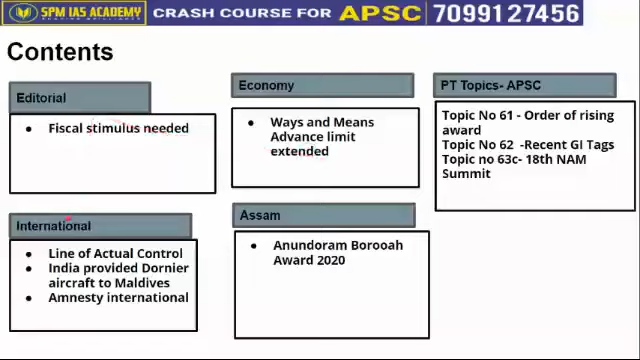 SPM IAS ACADEMY CRASH COURSE FOR APSC 7099127456
Contents
Editorial
● Fiscal stimulus needed
Economy
● Ways and Means
Advance limit
extended
PT Topics- APSC
Topic No 61 - Order of rising
award
Topic No 62 -Recent GI Tags
Topic no 63c- 18th NAM
Summit
International
● Line of Actual Control
● India provided Dornier
aircraft to Maldives
● Amnesty international
Assam
● Anundoram Borooah
Award 2020